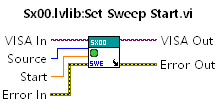 Sx00.lvlib:Set Sweep Start.vi
VISA In
SX00
VISA Out
Source
Start
SWE
Error Out
Error In